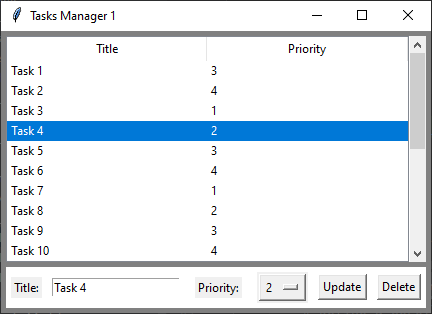 Tasks Manager 1
Title Priority
Task 1 3
Task 2 4
Task 3 1
Task 4 2
Task 5 3
Task 6 4
Task 7 1
Task 8 2
Task 9 3
Task 10 4
Title: Task 4 Priority: 2 Update Delete